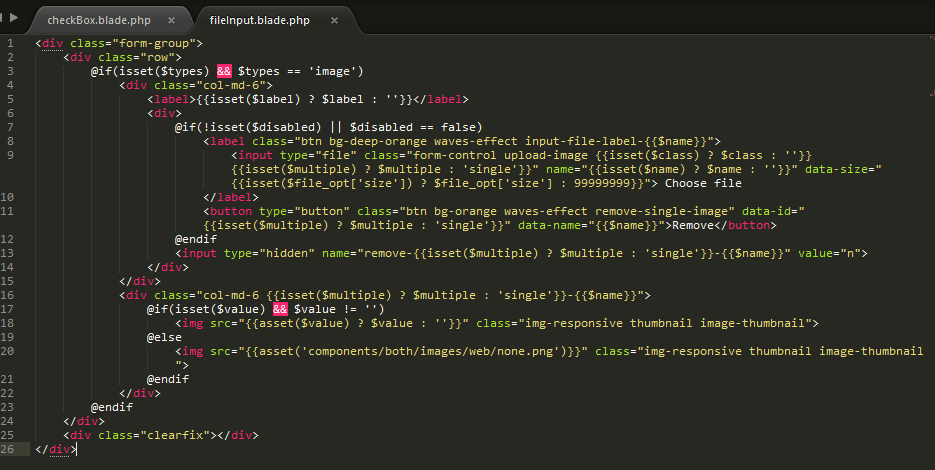 checkBox.blade.php × fileInput.blade.php ×
1 <div class="form-group">
2 <div class="row">
3 @if(isset($types) && $types == 'image')
4 <div class="col-md-6">
5 <label>{{isset($label) ? $label : ''}}</label>
6 <div>
7 @if(!isset($disabled) || $disabled == false)
8 <label class="btn bg-deep-orange waves-effect input-file-label-{{$name}}">
9 <input type="file" class="form-control upload-image {{isset($class) ? $class : ''}}
{{isset($multiple) ? $multiple : 'single'}}" name="{{isset($name) ? $name : ''}}" data-size="
{{isset($file_opt['size']) ? $file_opt['size'] : 99999999}}"> Choose file
10 </label>
11 <button type="button" class="btn bg-orange waves-effect remove-single-image" data-id="
{{isset($multiple) ? $multiple : 'single'}}" data-name="{{$name}}">Remove</button>
12 @endif
13 <input type="hidden" name="remove-{{isset($multiple) ? $multiple : 'single'}}-{{$name}}" value="n">
14 </div>
15 </div>
16 <div class="col-md-6 {{isset($multiple) ? $multiple : 'single'}}-{{$name}}">
17 @if(isset($value) && $value != '')
18 <img src="{{asset($value) ? $value : ''}}" class="img-responsive thumbnail image-thumbnail">
19 @else
20 <img src="{{asset('components/both/images/web/none.png')}}" class="img-responsive thumbnail image-thumbnail
">
21 @endif
22 </div>
23 @endif
24 </div>
25 <div class="clearfix"></div>
26 </div>